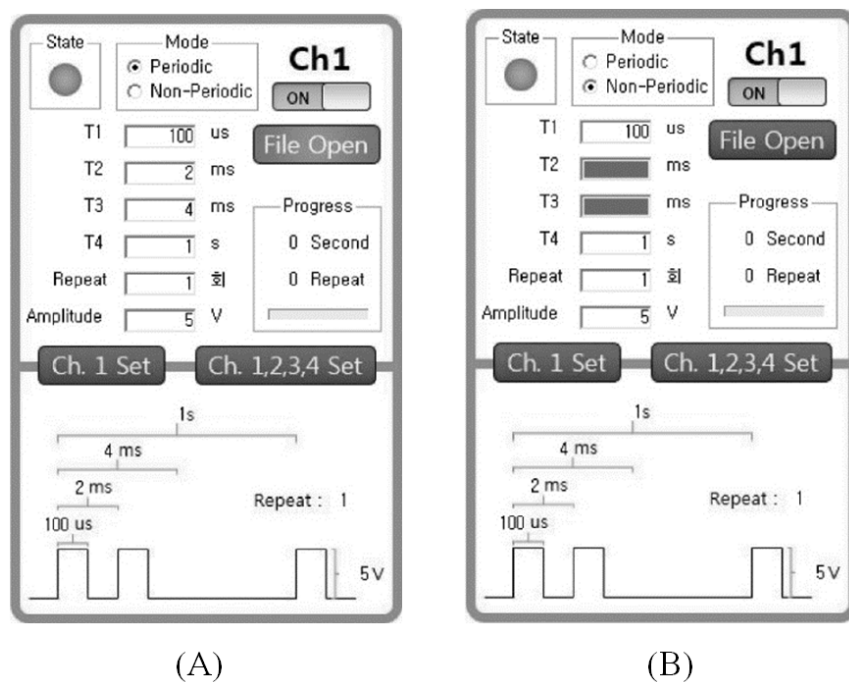 State
Mode
Periodic
Non-Periodic
Ch1
ON
T1 100 us
File Open
T2 2 ms
T3 4 ms
Progress
T4 1 s
0 Second
Repeat 1 회
0 Repeat
Amplitude 5 V
Ch. 1 Set
Ch. 1,2,3,4 Set
1s
4 ms
2 ms
Repeat : 1
100 us
5V
(A)
State
Mode
Periodic
Non-Periodic
Ch1
ON
T1 100 us
File Open
T2 ms
T3 ms
Progress
T4 1 s
0 Second
Repeat 1 회
0 Repeat
Amplitude 5 V
Ch. 1 Set
Ch. 1,2,3,4 Set
1s
4 ms
2 ms
Repeat : 1
100 us
5V
(B)